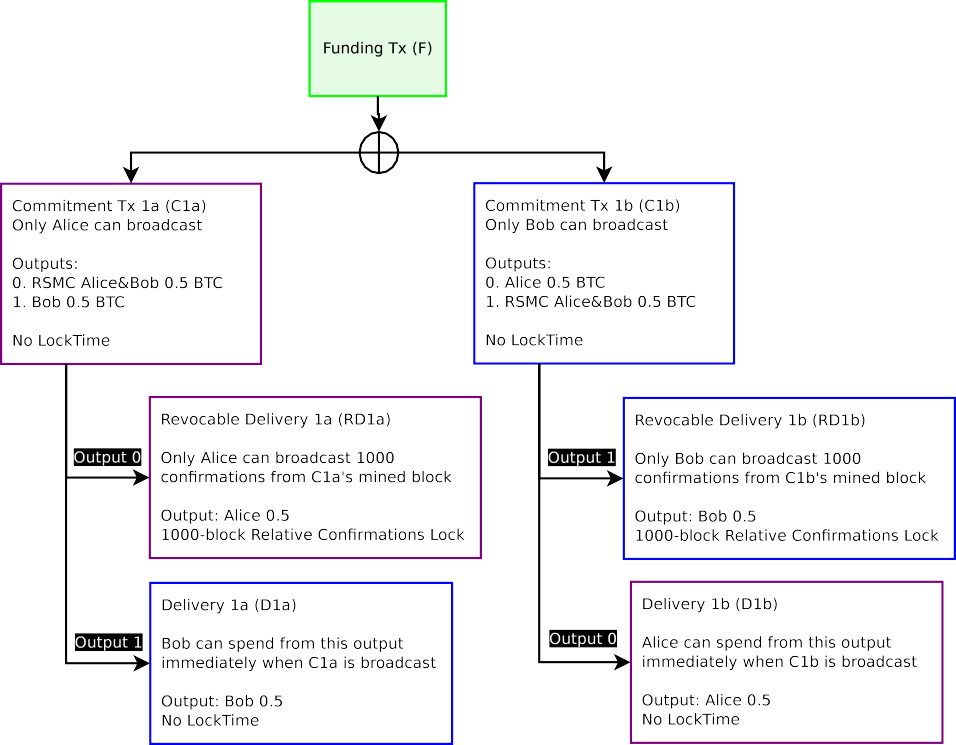 Funding Tx (F)
Commitment Tx 1a (C1a)
Only Alice can broadcast
Outputs:
0. RSMC Alice&Bob 0.5 BTC
1. Bob 0.5 BTC
No LockTime
Commitment Tx 1b (C1b)
Only Bob can broadcast
Outputs:
0. Alice 0.5 BTC
1. RSMC Alice&Bob 0.5 BTC
No LockTime
Output 0
Revocable Delivery 1a (RD1a)
Only Alice can broadcast 1000
confirmations from C1a's mined block
Output: Alice 0.5
1000-block Relative Confirmations Lock
Output 1
Revocable Delivery 1b (RD1b)
Only Bob can broadcast 1000
confirmations from C1b's mined block
Output: Bob 0.5
1000-block Relative Confirmations Lock
Output 1
Delivery 1a (D1a)
Bob can spend from this output
immediately when C1a is broadcast
Output: Bob 0.5
No LockTime
Output 0
Delivery 1b (D1b)
Alice can spend from this output
immediately when C1b is broadcast
Output: Alice 0.5
No LockTime